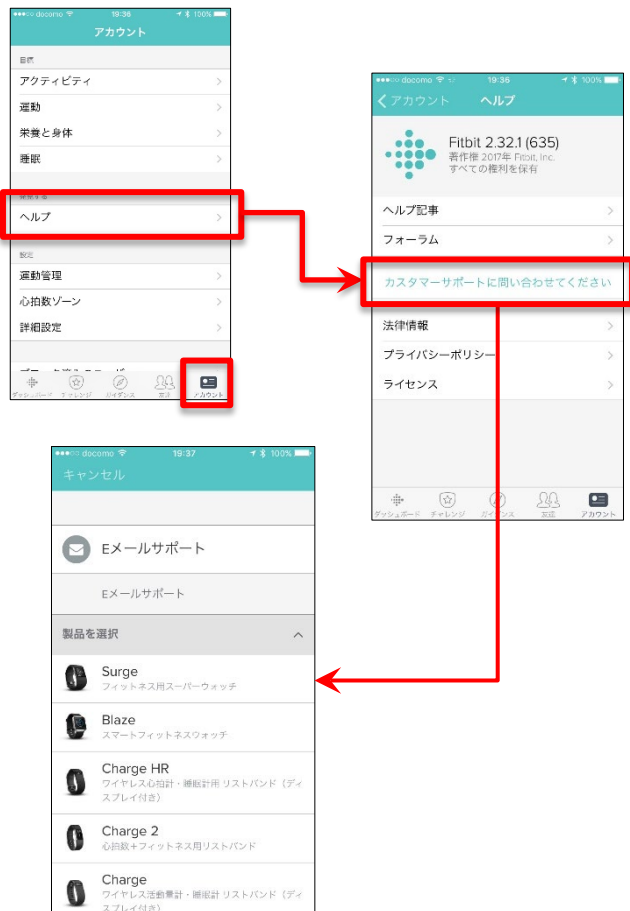 docomo 19:36 100%
アカウント
目標
アクティビティ
運動
栄養と身体
睡眠
ヘルプ
設定
運動管理
心拍数ゾーン
詳細設定
ダッシュボード チャレンジ ガイダンス 友達 アカウント
docomo 19:36 100%
アカウント ヘルプ
Fitbit 2.32.1 (635)
著作権 2017年 Fitbit, Inc.
すべての権利を保有
ヘルプ記事
フォーラム
カスタマーサポートに問い合わせてください
法律情報
プライバシーポリシー
ライセンス
ダッシュボード チャレンジ ガイダンス 友達 アカウント
docomo 19:37 100%
キャンセル
Eメールサポート
Eメールサポート
製品を選択
Surge
フィットネス用スーパーウォッチ
Blaze
スマートフィットネスウォッチ
Charge HR
ワイヤレス心拍計・睡眠計用 リストバンド（ディ
スプレイ付き）
Charge 2
心拍数+フィットネス用リストバンド
Charge
ワイヤレス活動量計・睡眠計 リストバンド（ディ
スプレイ付き）